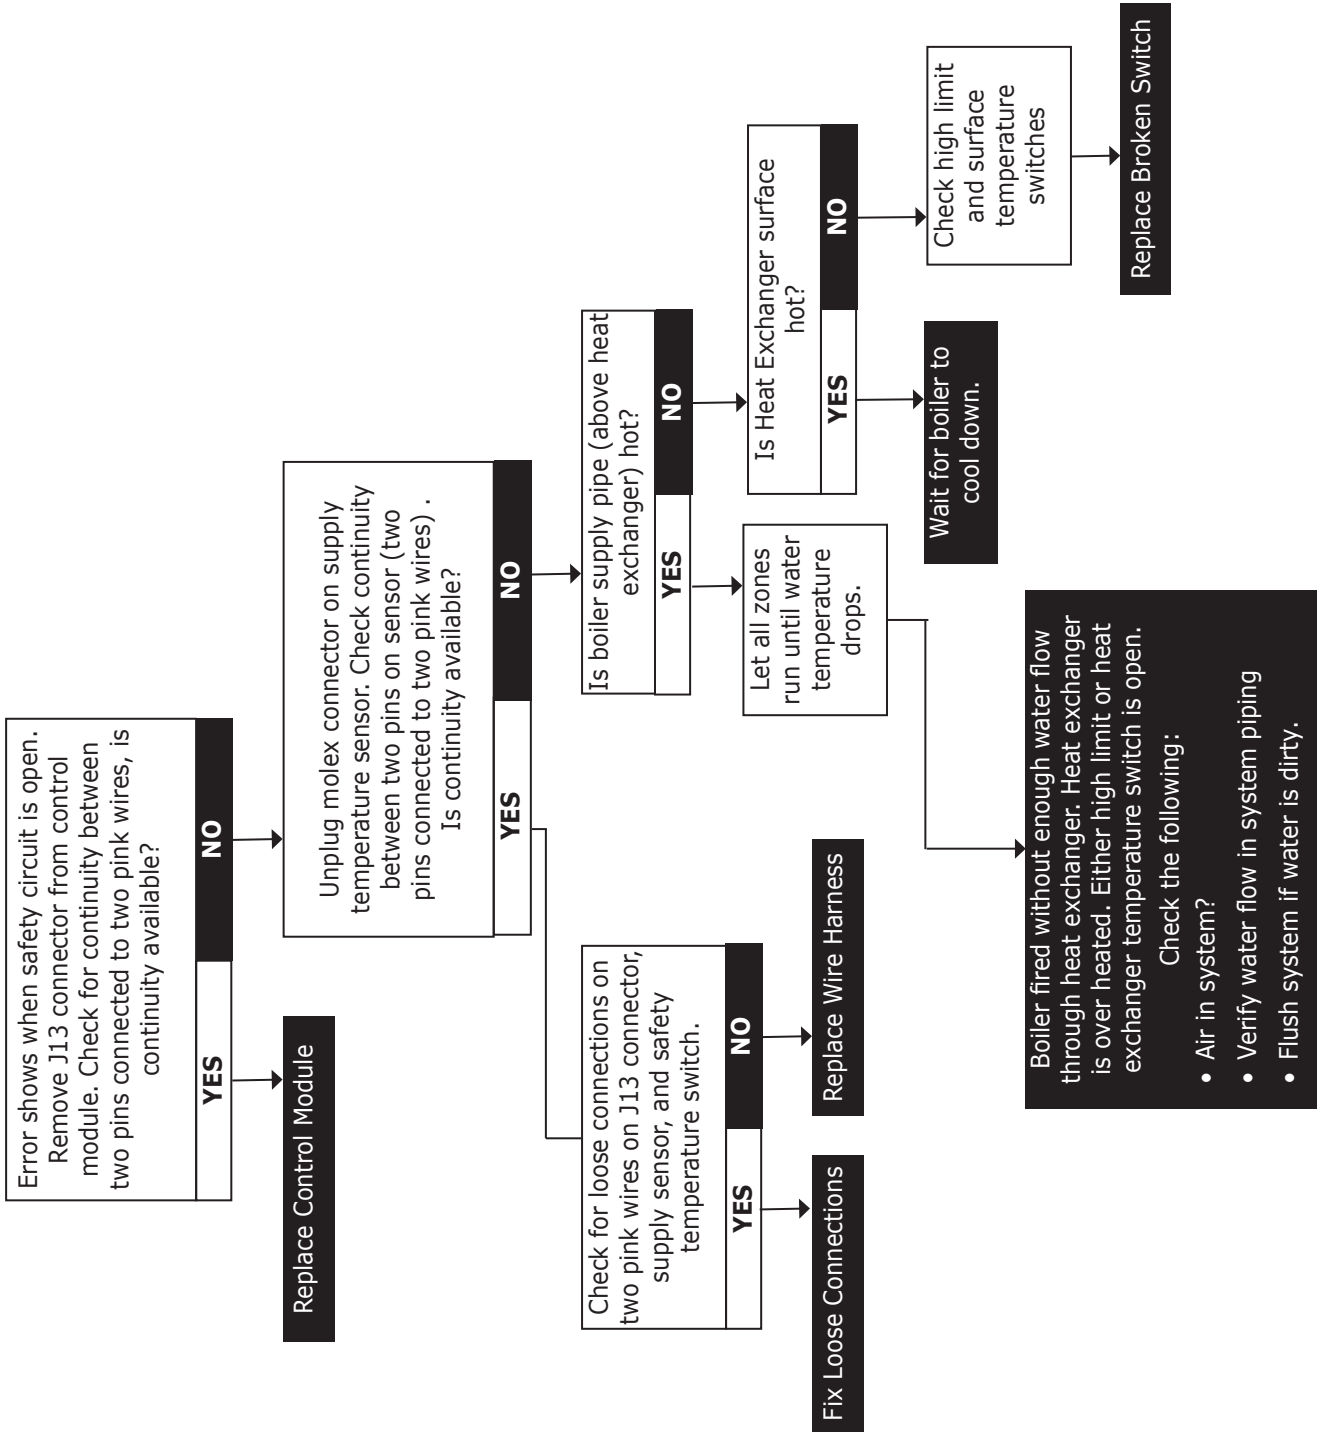 Error shows when safety circuit is open.
Remove J13 connector from control
module. Check for continuity between
two pins connected to two pink wires, is
continuity available?
YES
NO
Replace Control Module
Unplug molex connector on supply
temperature sensor. Check continuity
between two pins on sensor (two
pins connected to two pink wires) .
Is continuity available?
YES
NO
Check for loose connections on
two pink wires on J13 connector,
supply sensor, and safety
temperature switch.
YES
NO
Fix Loose Connections
Replace Wire Harness
Is boiler supply pipe (above heat
exchanger) hot?
YES
NO
Let all zones
run until water
temperature
drops.
Boiler fired without enough water flow
through heat exchanger. Heat exchanger
is over heated. Either high limit or heat
exchanger temperature switch is open.
Check the following:
• Air in system?
• Verify water flow in system piping
• Flush system if water is dirty.
Is Heat Exchanger surface
hot?
YES
NO
Wait for boiler to
cool down.
Check high limit
and surface
temperature
switches
Replace Broken Switch